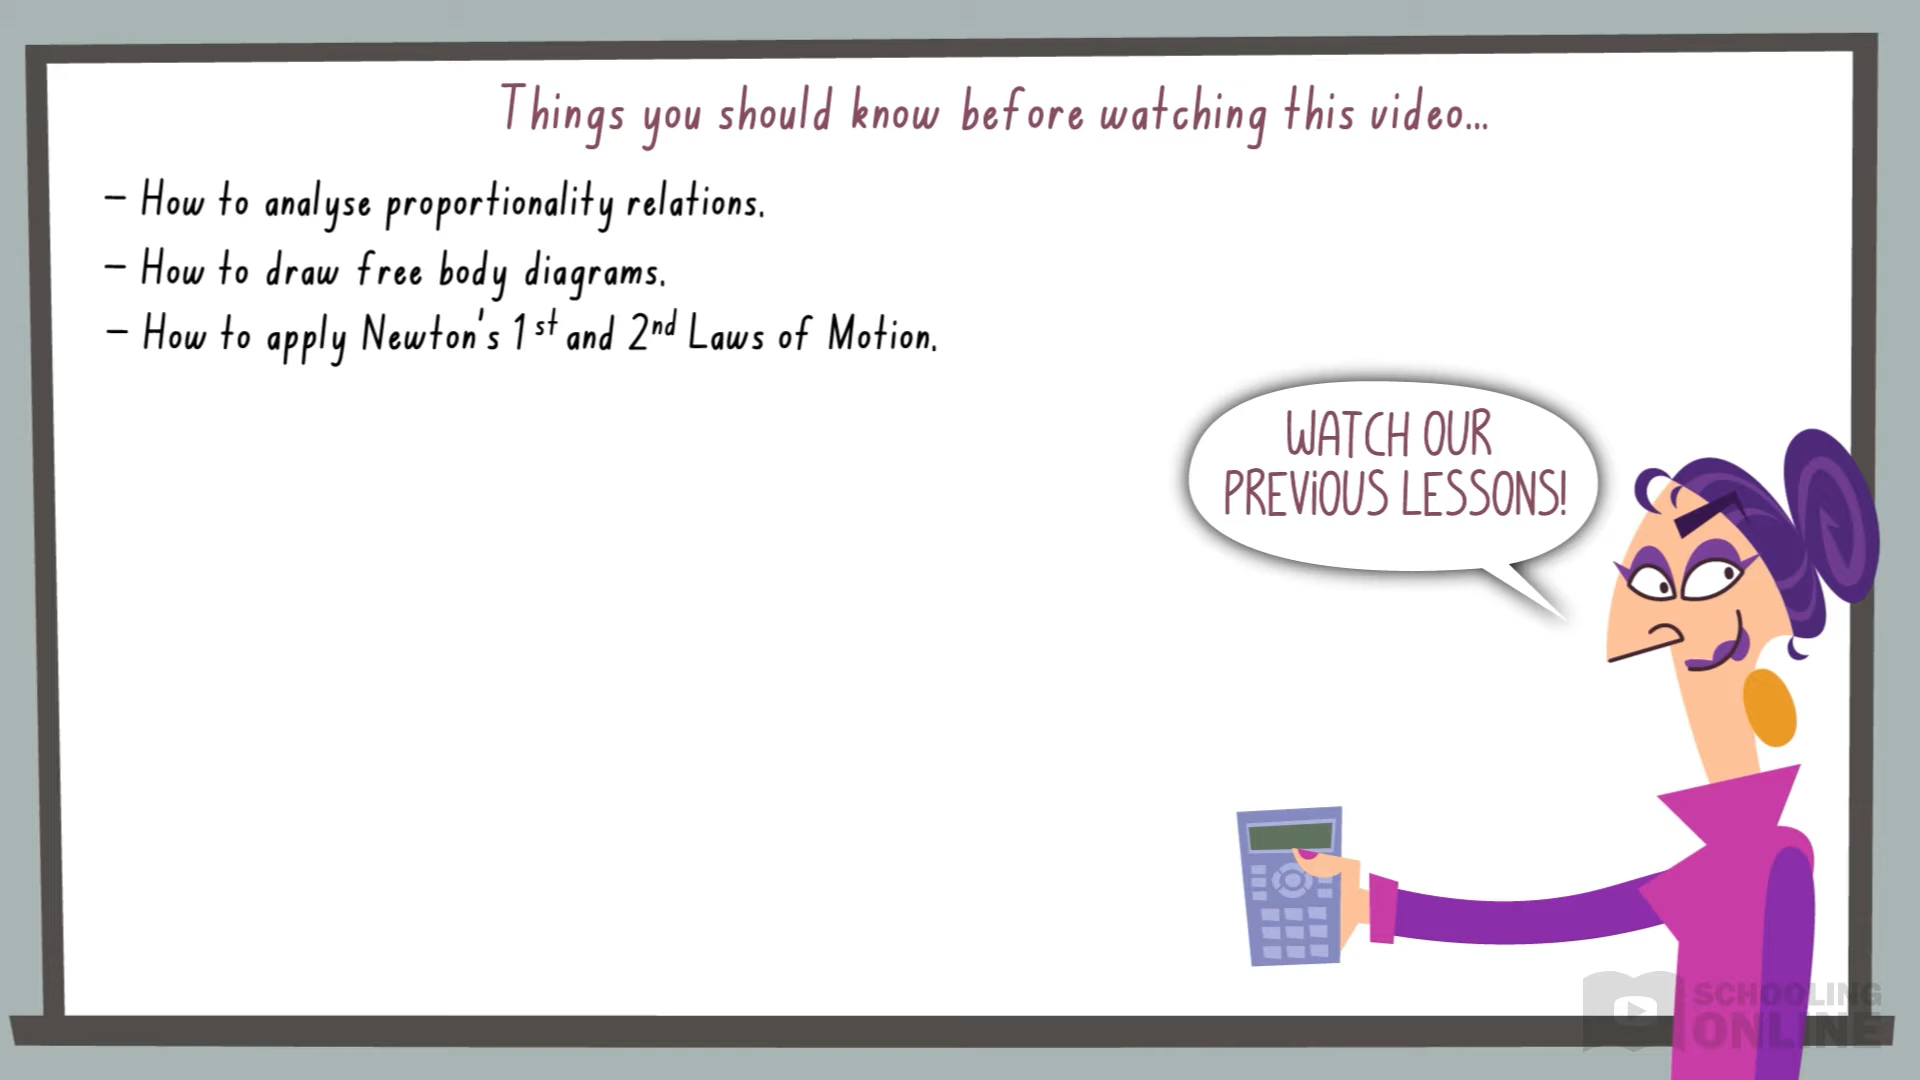 Things you should know before watching this video...
– How to analyse proportionality relations.
– How to draw free body diagrams.
– How to apply Newton's 1st and 2nd Laws of Motion.
WATCH OUR
PREVIOUS LESSONS!
SCHOOLING
ONLINE